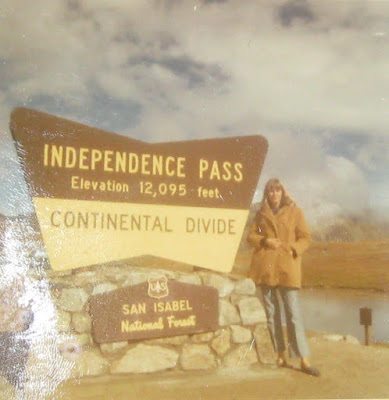 INDEPENDENCE PASS
Elevation 12,095 feet
CONTINENTAL DIVIDE
SAN ISABEL
National Forest